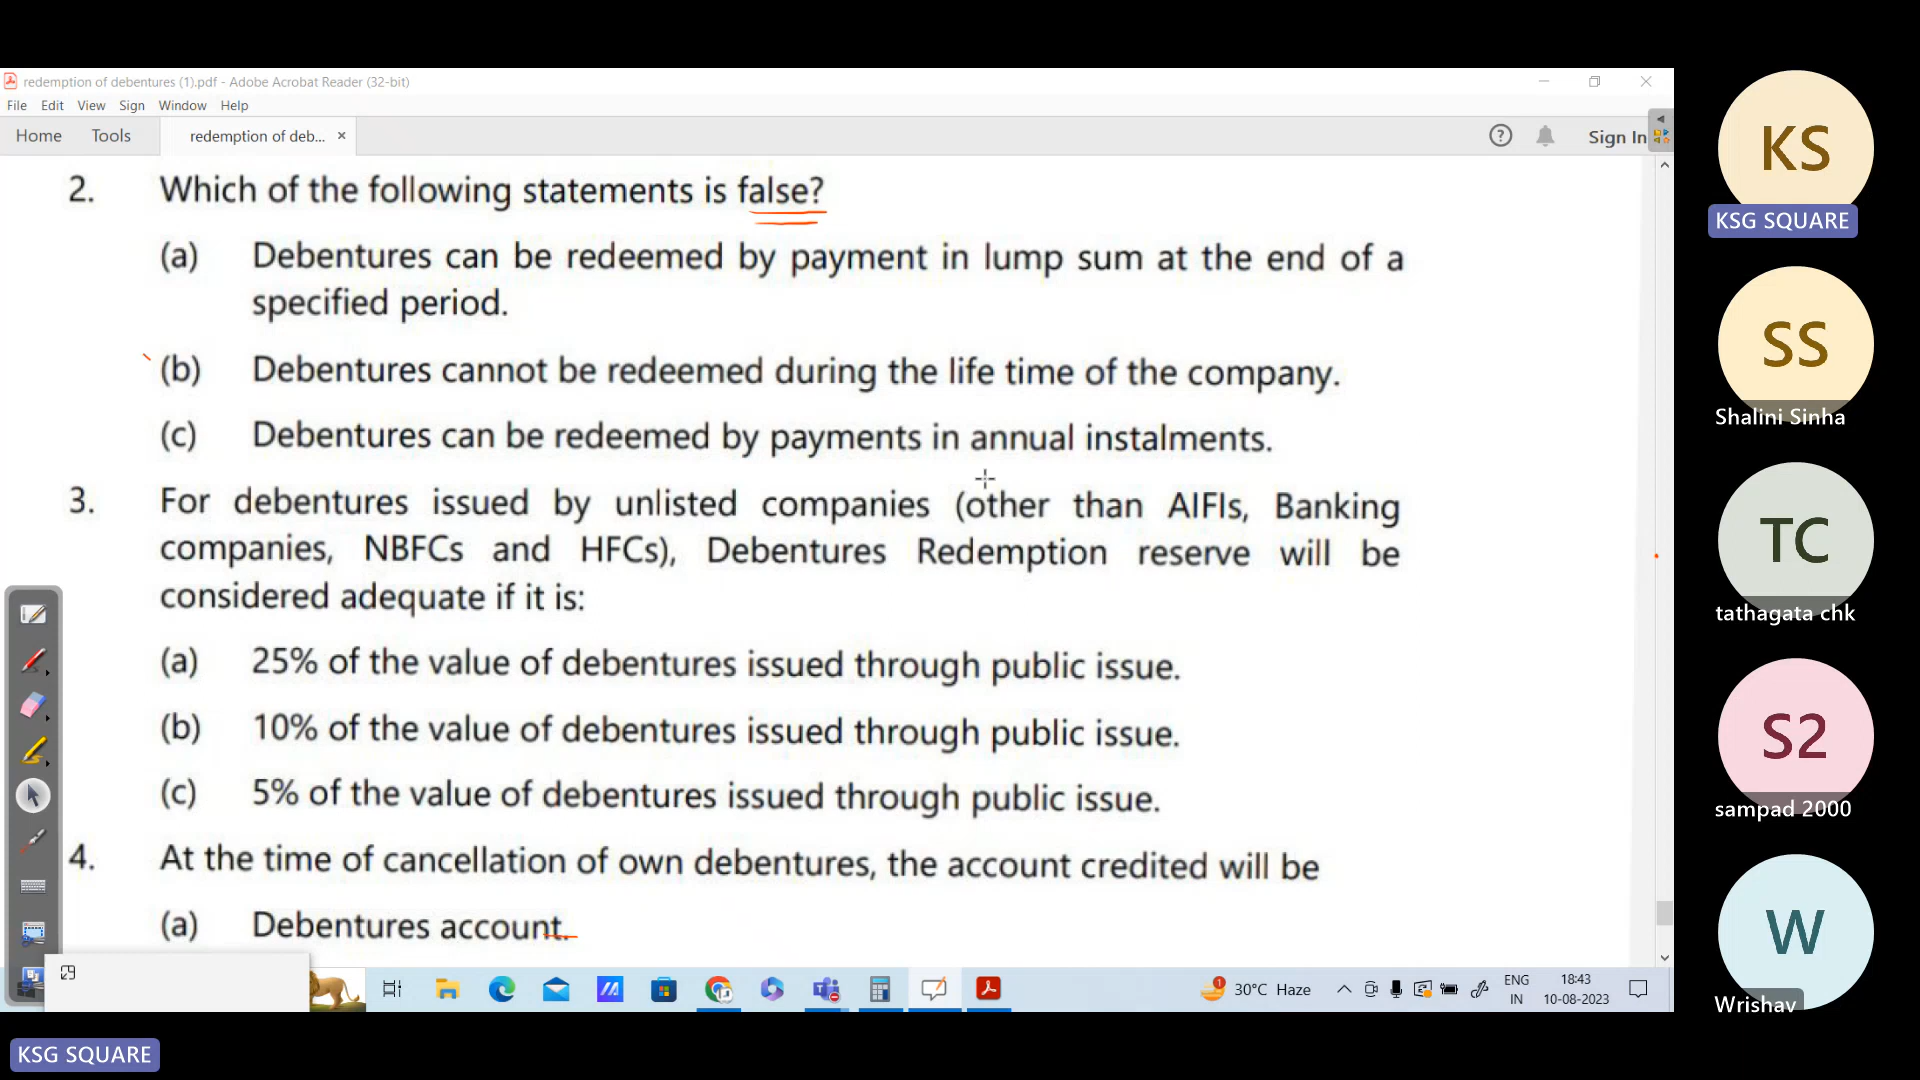 redemption of debentures (1).pdf - Adobe Acrobat Reader (32-bit)
File Edit View Sign Window Help
Home Tools redemption of deb... × Sign In
2. Which of the following statements is false?
(a) Debentures can be redeemed by payment in lump sum at the end of a
specified period.
(b) Debentures cannot be redeemed during the life time of the company.
(c) Debentures can be redeemed by payments in annual instalments.
3. For debentures issued by unlisted companies (other than AIFIs, Banking
companies, NBFCs and HFCs), Debentures Redemption reserve will be
considered adequate if it is:
(a) 25% of the value of debentures issued through public issue.
(b) 10% of the value of debentures issued through public issue.
(c) 5% of the value of debentures issued through public issue.
4. At the time of cancellation of own debentures, the account credited will be
(a) Debentures account.
1 30°C Haze ENG IN 18:43 10-08-2023
KS
KSG SQUARE
SS
Shalini Sinha
TC
tathagata chk
S2
sampad 2000
W
Wrishav
KSG SQUARE